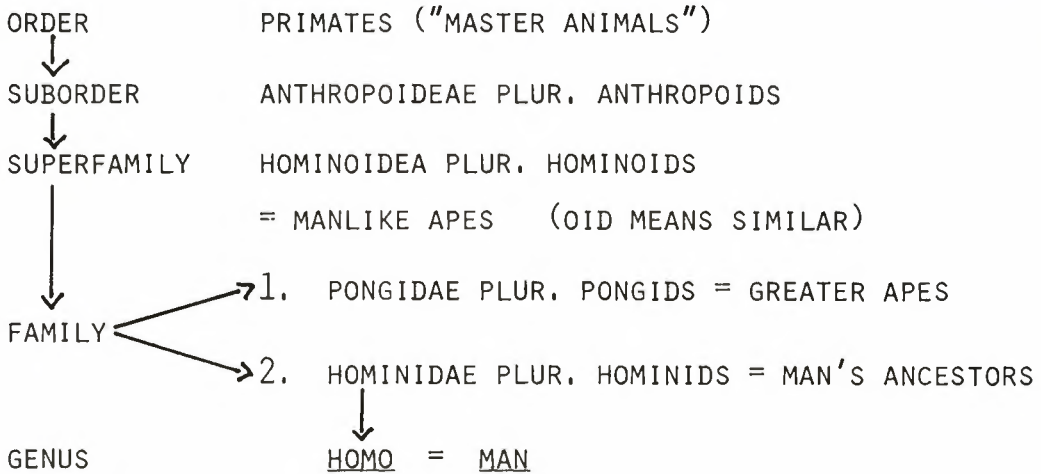 ORDER PRIMATES ("MASTER ANIMALS")
SUBORDER ANTHROPOIDEAE PLUR. ANTHROPOIDS
SUPERFAMILY HOMINOIDEA PLUR. HOMINOIDS
= MANLIKE APES (OID MEANS SIMILAR)
1. PONGIDAE PLUR. PONGIDS = GREATER APES
FAMILY
2. HOMINIDAE PLUR. HOMINIDS = MAN'S ANCESTORS
GENUS HOMO = MAN